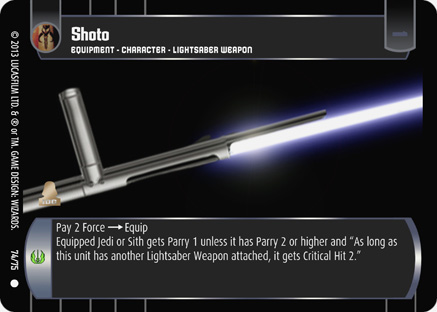 Shoto
EQUIPMENT - CHARACTER - LIGHTSABER WEAPON
© 2013 LUCASFILM LTD. & ® or TM. GAME DESIGN: WIZARDS.
74/75
Pay 2 Force → Equip
Equipped Jedi or Sith gets Parry 1 unless it has Parry 2 or higher and “As long as
this unit has another Lightsaber Weapon attached, it gets Critical Hit 2.”